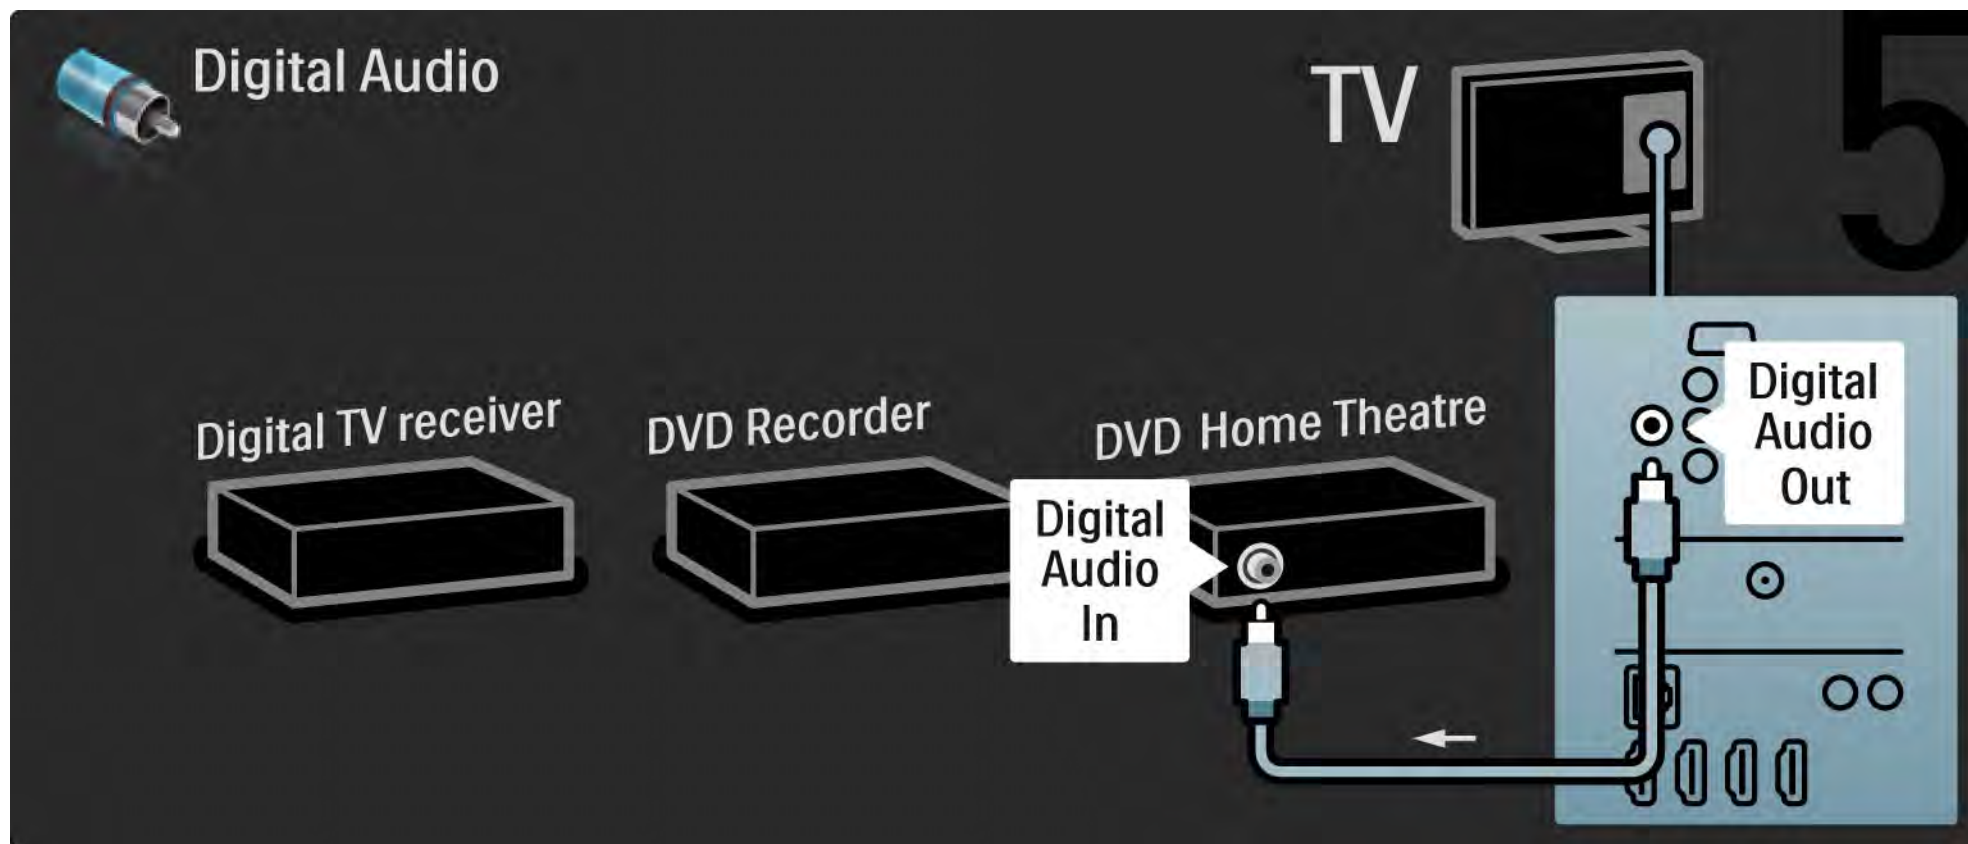 Digital Audio
TV
5
Digital TV receiver
DVD Recorder
DVD Home Theatre
Digital
Audio
In
Digital
Audio
Out